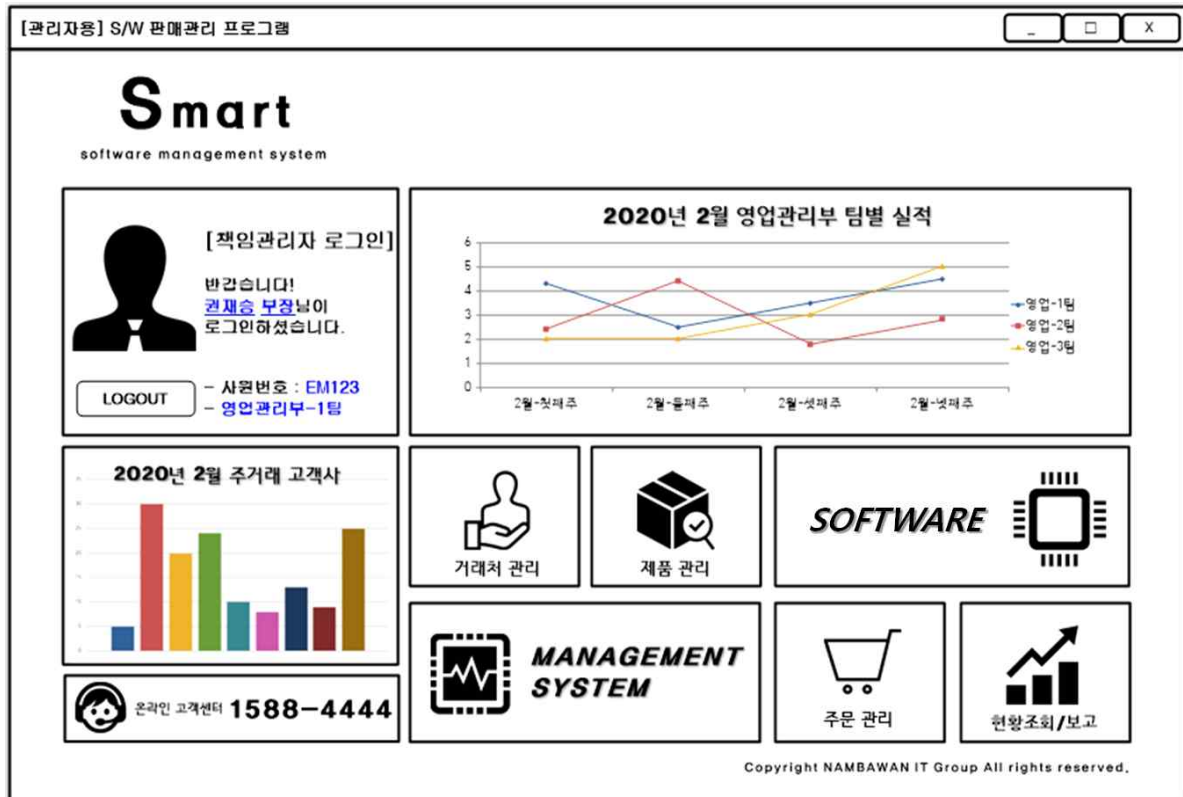 [관리자용] S/W 판매관리 프로그램
_ □ X
Smart
software management system
[책임관리자 로그인]
반갑습니다!
권재승 부장님이
로그인하셨습니다.
LOGOUT
- 사원번호 : EM123
- 영업관리부-1팀
2020년 2월 영업관리부 팀별 실적
6
5
4
3
2
1
0
2월-첫째주 2월-둘째주 2월-셋째주 2월-넷째주
영업-1팀
영업-2팀
영업-3팀
2020년 2월 주거래 고객사
거래처 관리
제품 관리
SOFTWARE
온라인 고객센터 1588-4444
MANAGEMENT
SYSTEM
주문 관리
현황조회/보고
Copyright NAMBAWAN IT Group All rights reserved.